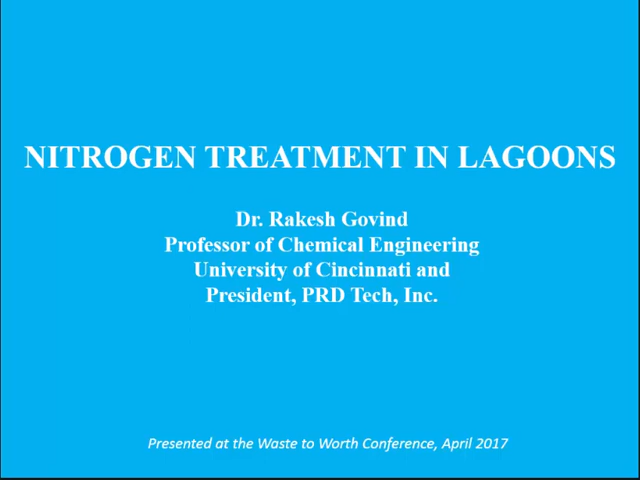 NITROGEN TREATMENT IN LAGOONS
Dr. Rakesh Govind
Professor of Chemical Engineering
University of Cincinnati and
President, PRD Tech, Inc.
Presented at the Waste to Worth Conference, April 2017